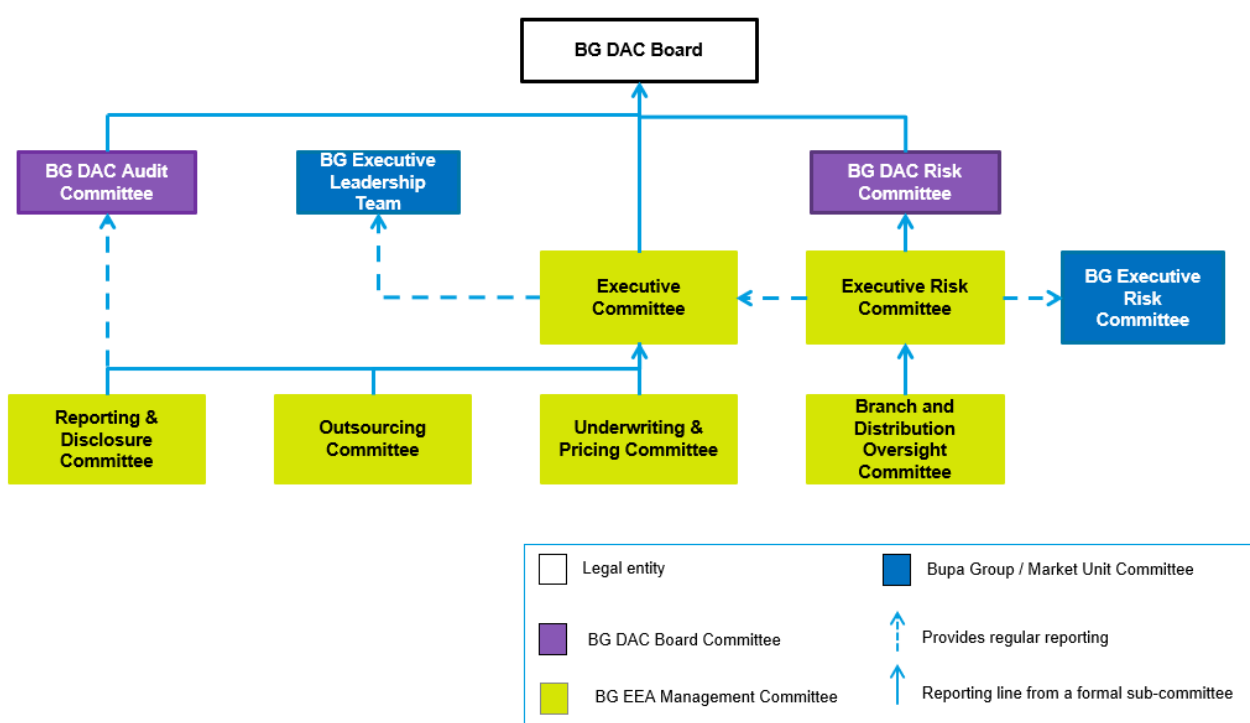 BG DAC Board
BG DAC Audit
Committee
BG Executive
Leadership
Team
BG DAC Risk
Committee
Executive
Committee
Executive Risk
Committee
BG Executive
Risk
Committee
Reporting &
Disclosure
Committee
Outsourcing
Committee
Underwriting &
Pricing Committee
Branch and
Distribution
Oversight
Committee
Legal entity
Bupa Group / Market Unit Committee
BG DAC Board Committee
Provides regular reporting
BG EEA Management Committee
Reporting line from a formal sub-committee